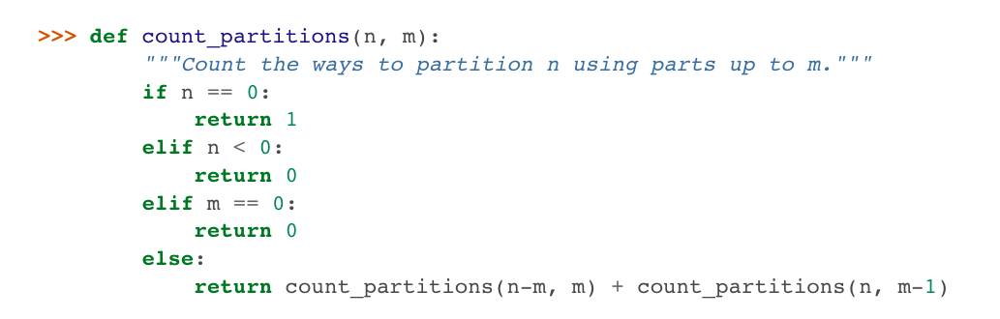 >>> def count_partitions(n, m):
        """Count the ways to partition n using parts up to m."""
        if n == 0:
            return 1
        elif n < 0:
            return 0
        elif m == 0:
            return 0
        else:
            return count_partitions(n-m, m) + count_partitions(n, m-1)